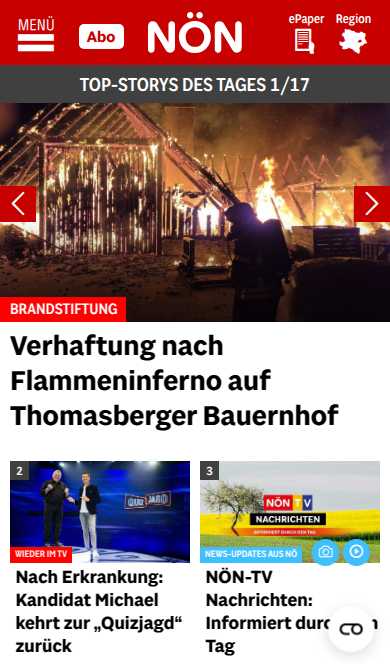 MENÜ
Abo
NÖN
ePaper
Region
TOP-STORYS DES TAGES 1/17
BRANDSTIFTUNG
Verhaftung nach
Flammeninferno auf
Thomasberger Bauernhof
2
QUIZ JAGD
WIEDER IM TV
Nach Erkrankung:
Kandidat Michael
kehrt zur „Quizjagd“
zurück
3
NÖN TV
NACHRICHTEN
INFORMIERT DURCH DEN TAG
NEWS-UPDATES AUS NÖ
NÖN-TV
Nachrichten:
Informiert durc
Tag